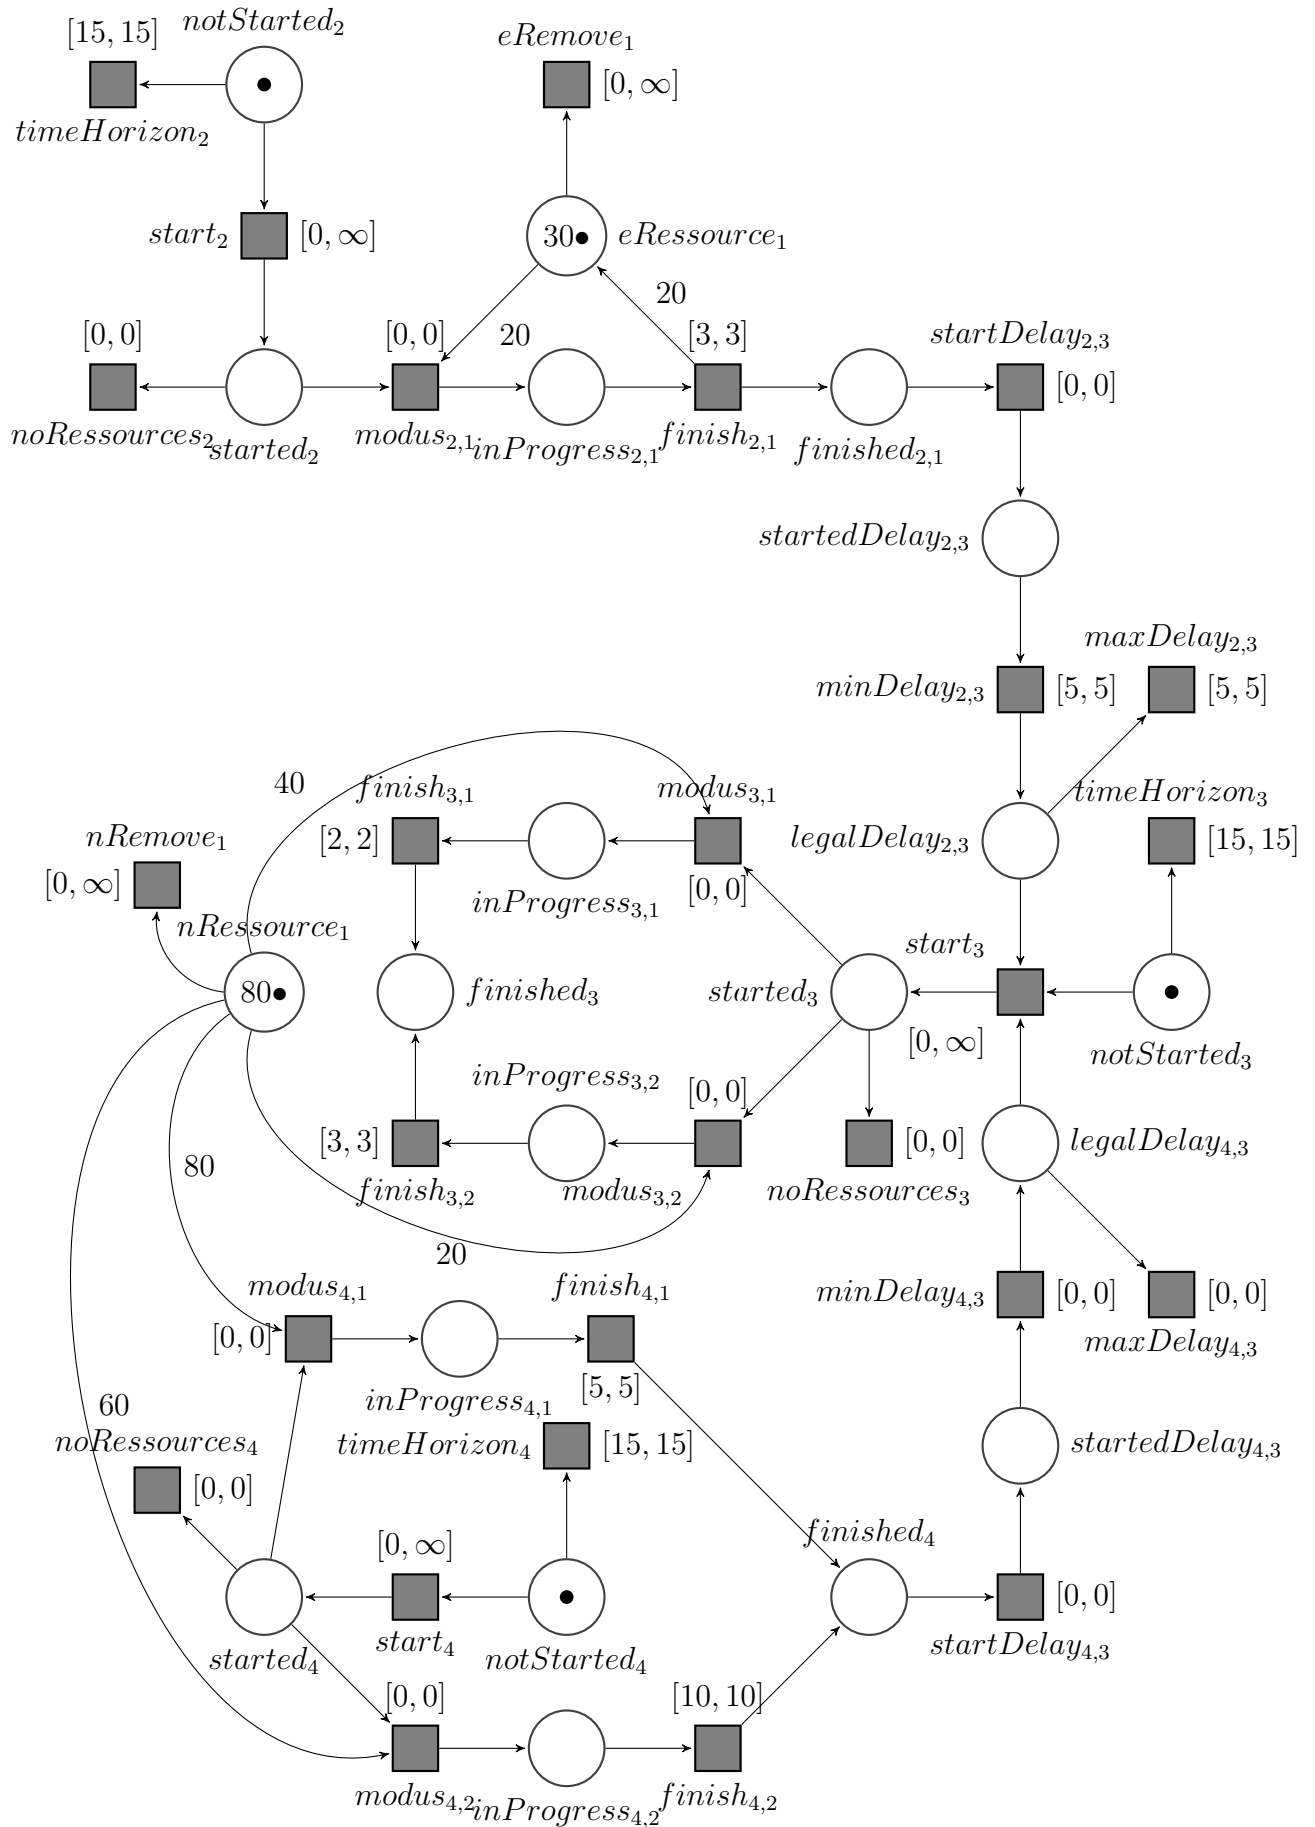 notStarted₂
[15, 15]
eRemove₁
[0, ∞]
timeHorizon₂
start₂
[0, ∞]
30
eRessource₁
20
[0, 0]
[0, 0]
20
[3, 3]
startDelay₂,₃
[0, 0]
noRessources₂
started₂
modus₂,₁
inProgress₂,₁
finish₂,₁
finished₂,₁
startedDelay₂,₃
maxDelay₂,₃
minDelay₂,₃
[5, 5]
[5, 5]
40
finish₃,₁
modus₃,₁
timeHorizon₃
nRemove₁
[2, 2]
legalDelay₂,₃
[15, 15]
[0, ∞]
[0, 0]
inProgress₃,₁
nRessource₁
start₃
80
finished₃
started₃
[0, ∞]
notStarted₃
inProgress₃,₂
[0, 0]
[3, 3]
[0, 0]
legalDelay₄,₃
80
finish₃,₂
modus₃,₂
noRessources₃
20
modus₄,₁
finish₄,₁
minDelay₄,₃
[0, 0]
[0, 0]
[0, 0]
maxDelay₄,₃
[5, 5]
inProgress₄,₁
60
noRessources₄
timeHorizon₄
[15, 15]
startedDelay₄,₃
[0, 0]
finished₄
[0, ∞]
[0, 0]
started₄
start₄
notStarted₄
startDelay₄,₃
[0, 0]
[10, 10]
modus₄,₂
inProgress₄,₂
finish₄,₂